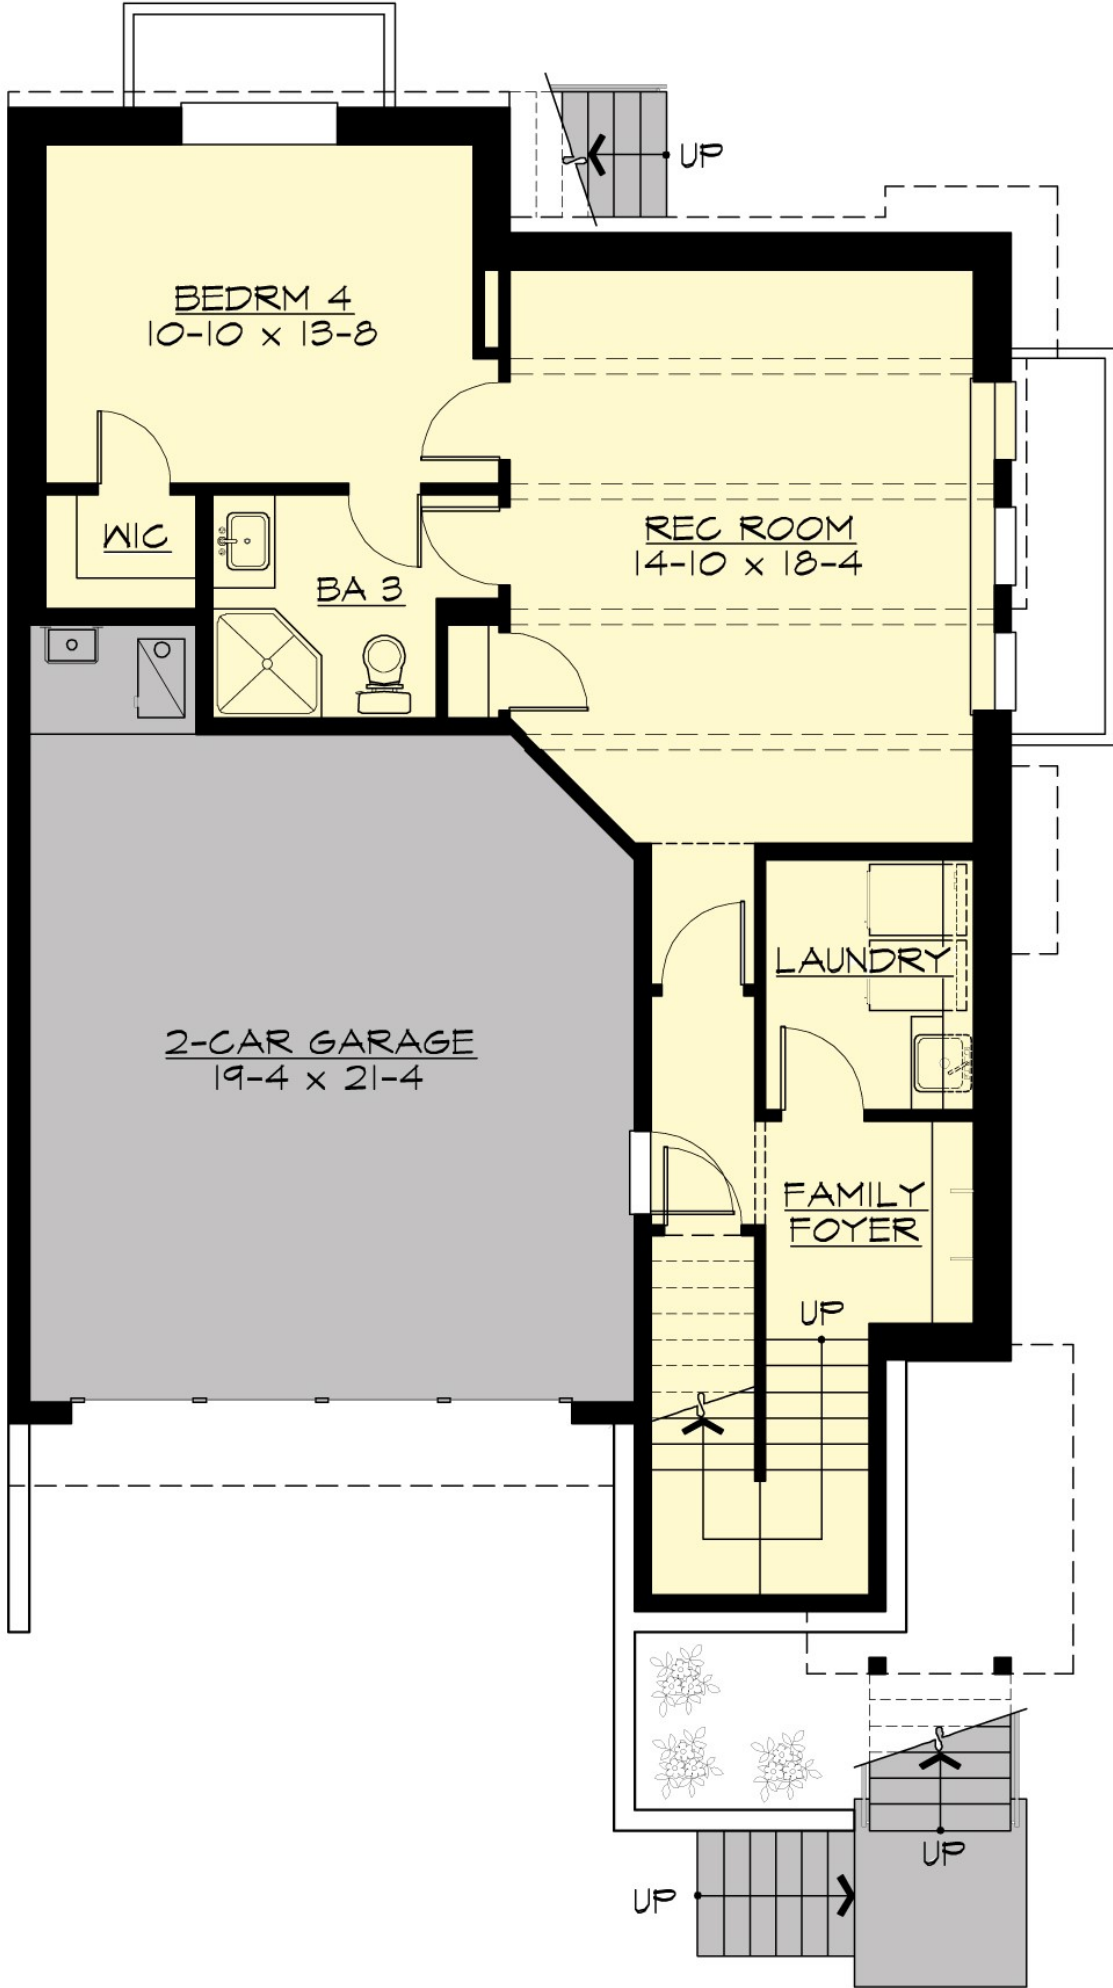 UP
BEDRM 4
10-10 x 13-8
REC ROOM
14-10 x 18-4
WIC
BA 3
LAUNDRY
2-CAR GARAGE
19-4 x 21-4
FAMILY
FOYER
UP
UP
UP